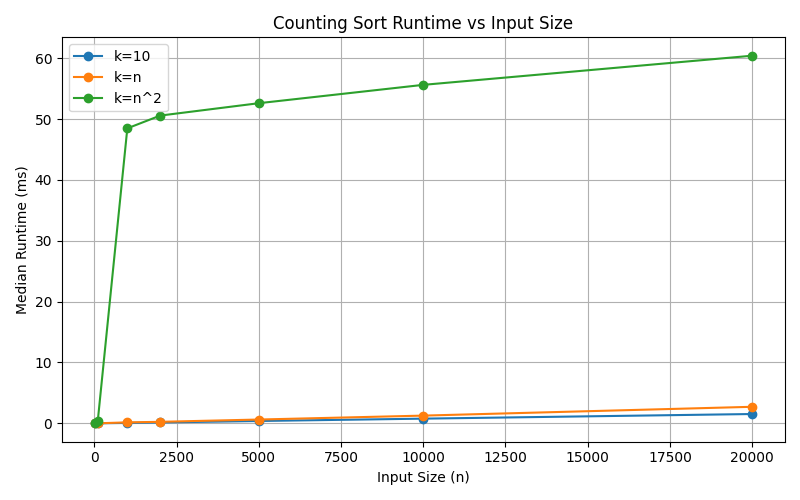 Counting Sort Runtime vs Input Size
k=10
k=n
k=n^2
Median Runtime (ms)
60
50
40
30
20
10
0
0 2500 5000 7500 10000 12500 15000 17500 20000
Input Size (n)